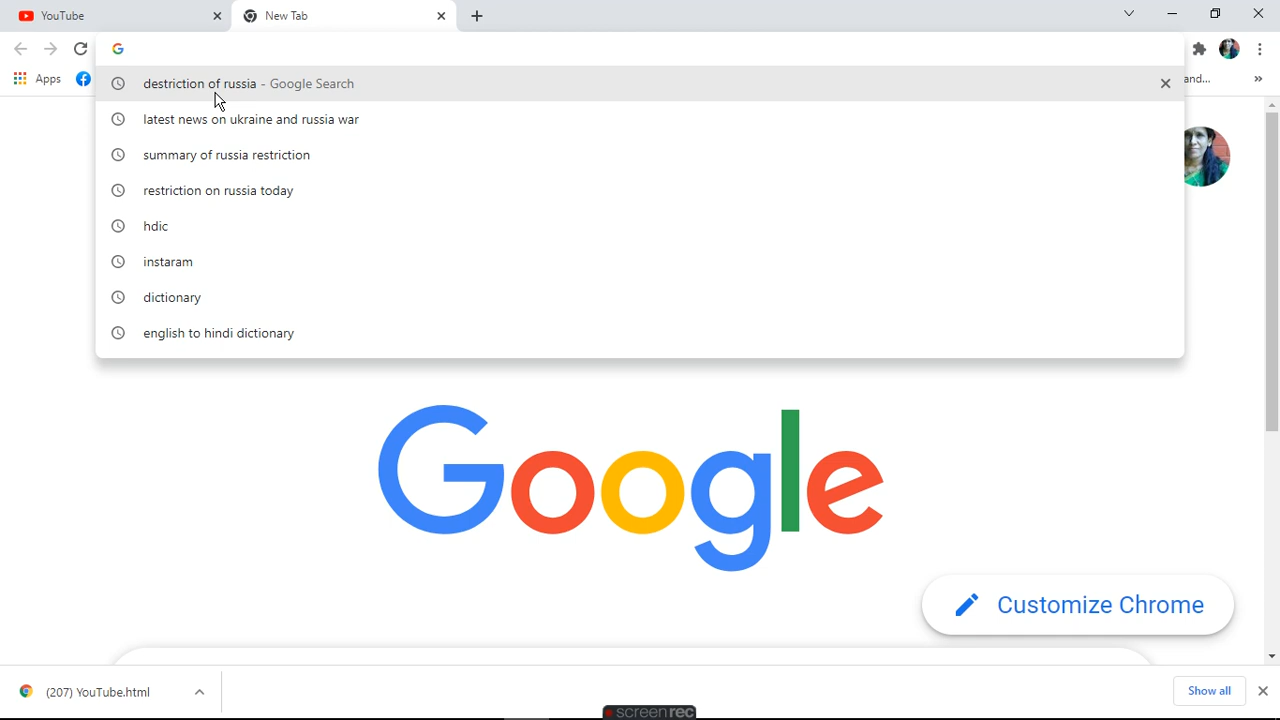 YouTube
New Tab
Apps
and...
destriction of russia - Google Search
latest news on ukraine and russia war
summary of russia restriction
restriction on russia today
hdic
instaram
dictionary
english to hindi dictionary
Google
Customize Chrome
(207) YouTube.html
Show all
screenrec